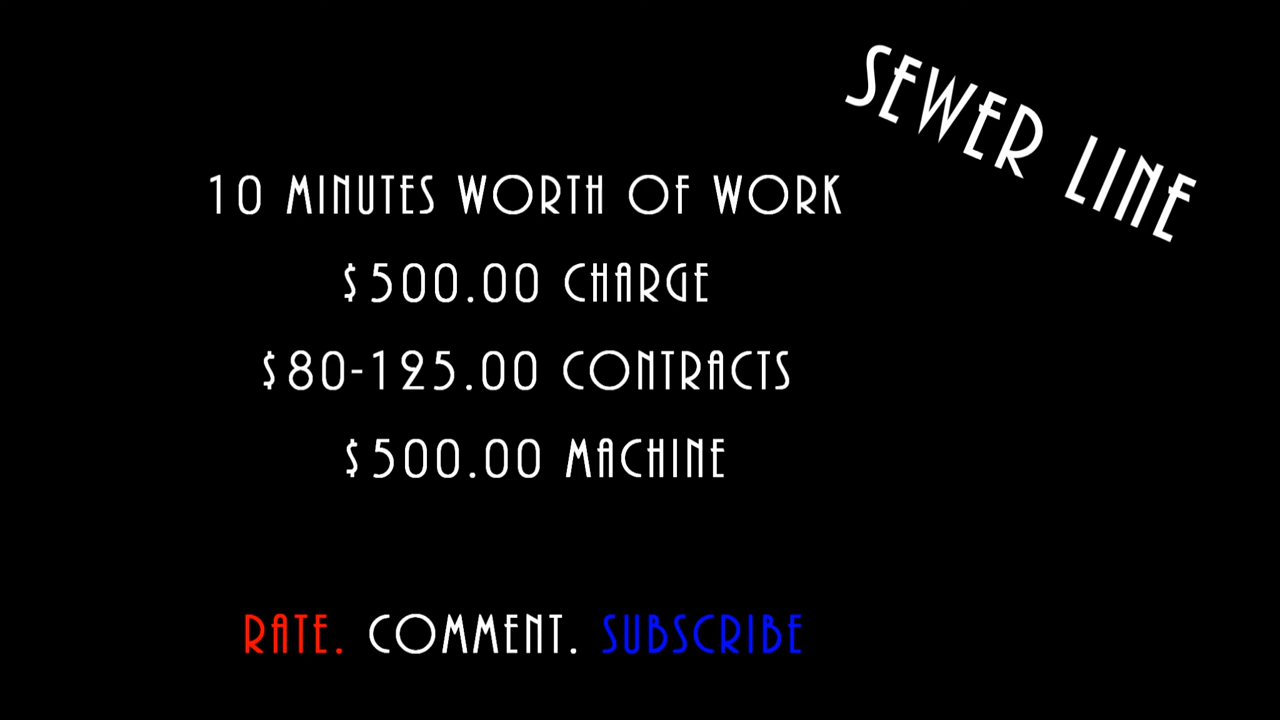 SEWER LINE
10 MINUTES WORTH OF WORK
$500.00 CHARGE
$80-125.00 CONTRACTS
$500.00 MACHINE
RATE. COMMENT. SUBSCRIBE